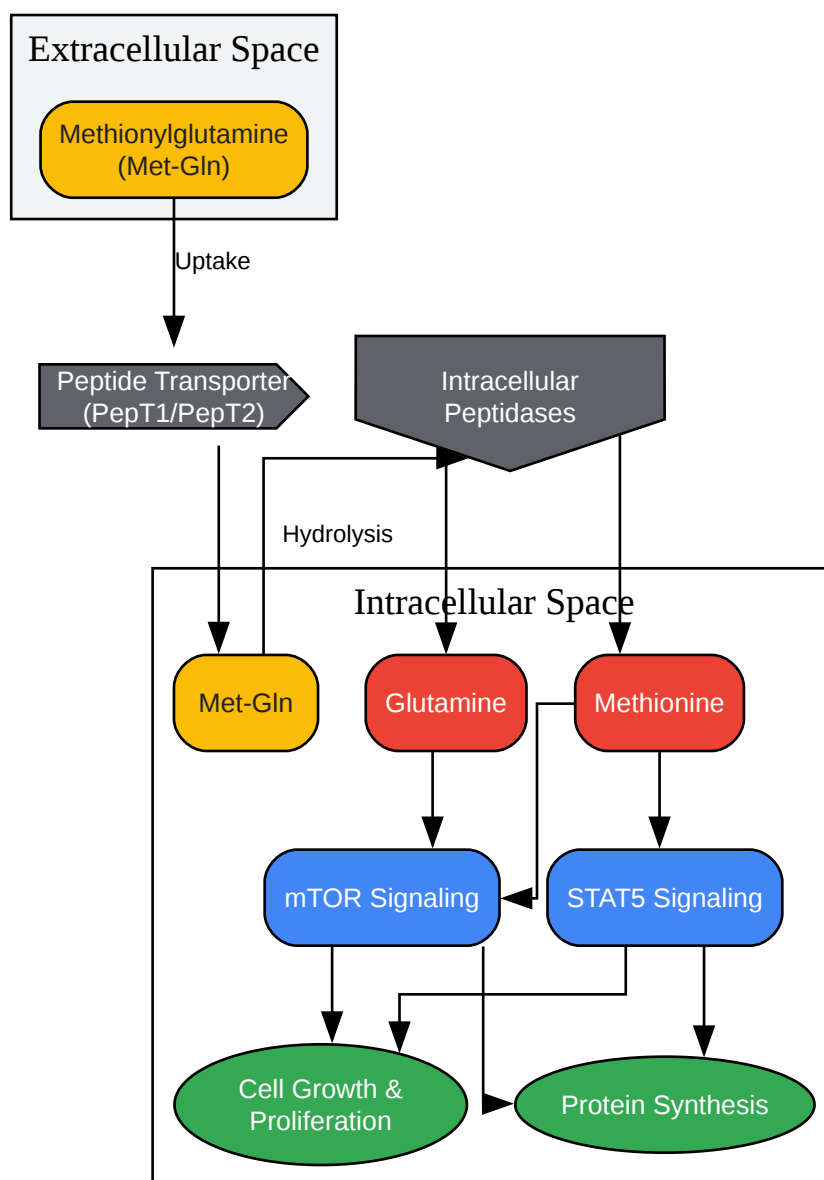 Extracellular Space
Methionylglutamine
(Met-Gln)
Uptake
Peptide Transporter
(PepT1/PepT2)
Intracellular
Peptidases
Hydrolysis
Intracellular Space
Met-Gln
Glutamine
Methionine
mTOR Signaling
STAT5 Signaling
Cell Growth &
Proliferation
Protein Synthesis